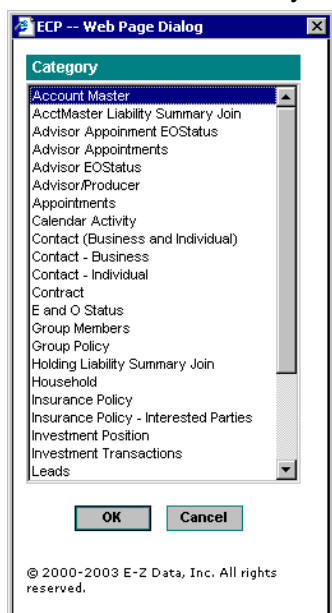 ECP -- Web Page Dialog
Category
Account Master
AcctMaster Liability Summary Join
Advisor Appoinment EOStatus
Advisor Appointments
Advisor EOStatus
Advisor/Producer
Appointments
Calendar Activity
Contact (Business and Individual)
Contact - Business
Contact - Individual
Contract
E and O Status
Group Members
Group Policy
Holding Liability Summary Join
Household
Insurance Policy
Insurance Policy - Interested Parties
Investment Position
Investment Transactions
Leads
OK Cancel
© 2000-2003 E-Z Data, Inc. All rights
reserved.